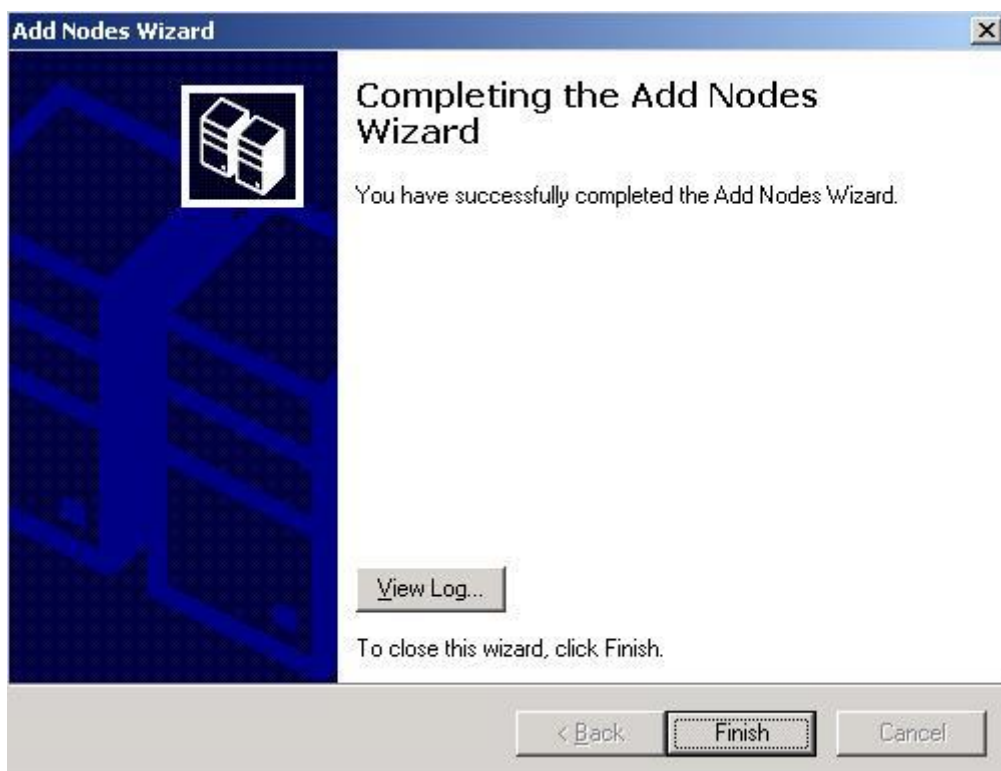 Add Nodes Wizard
Completing the Add Nodes
Wizard
You have successfully completed the Add Nodes Wizard.
View Log...
To close this wizard, click Finish.
< Back
Finish
Cancel